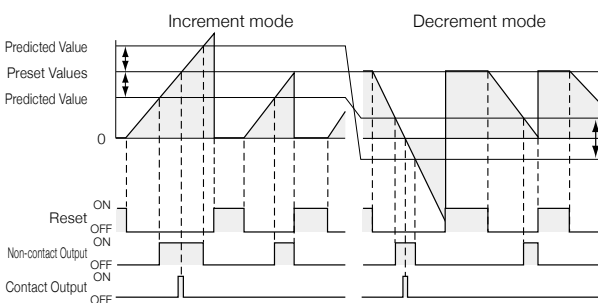 Increment mode
Decrement mode
Predicted Value
Preset Values
Predicted Value
0
Reset
ON
OFF
Non-contact Output
ON
OFF
Contact Output
ON
OFF